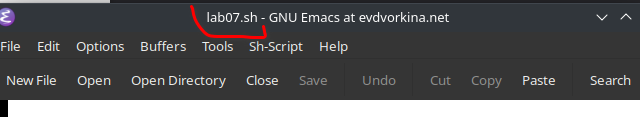 lab07.sh - GNU Emacs at evdvorkina.net
File Edit Options Buffers Tools Sh-Script Help
New File Open Open Directory Close Save Undo Cut Copy Paste Search